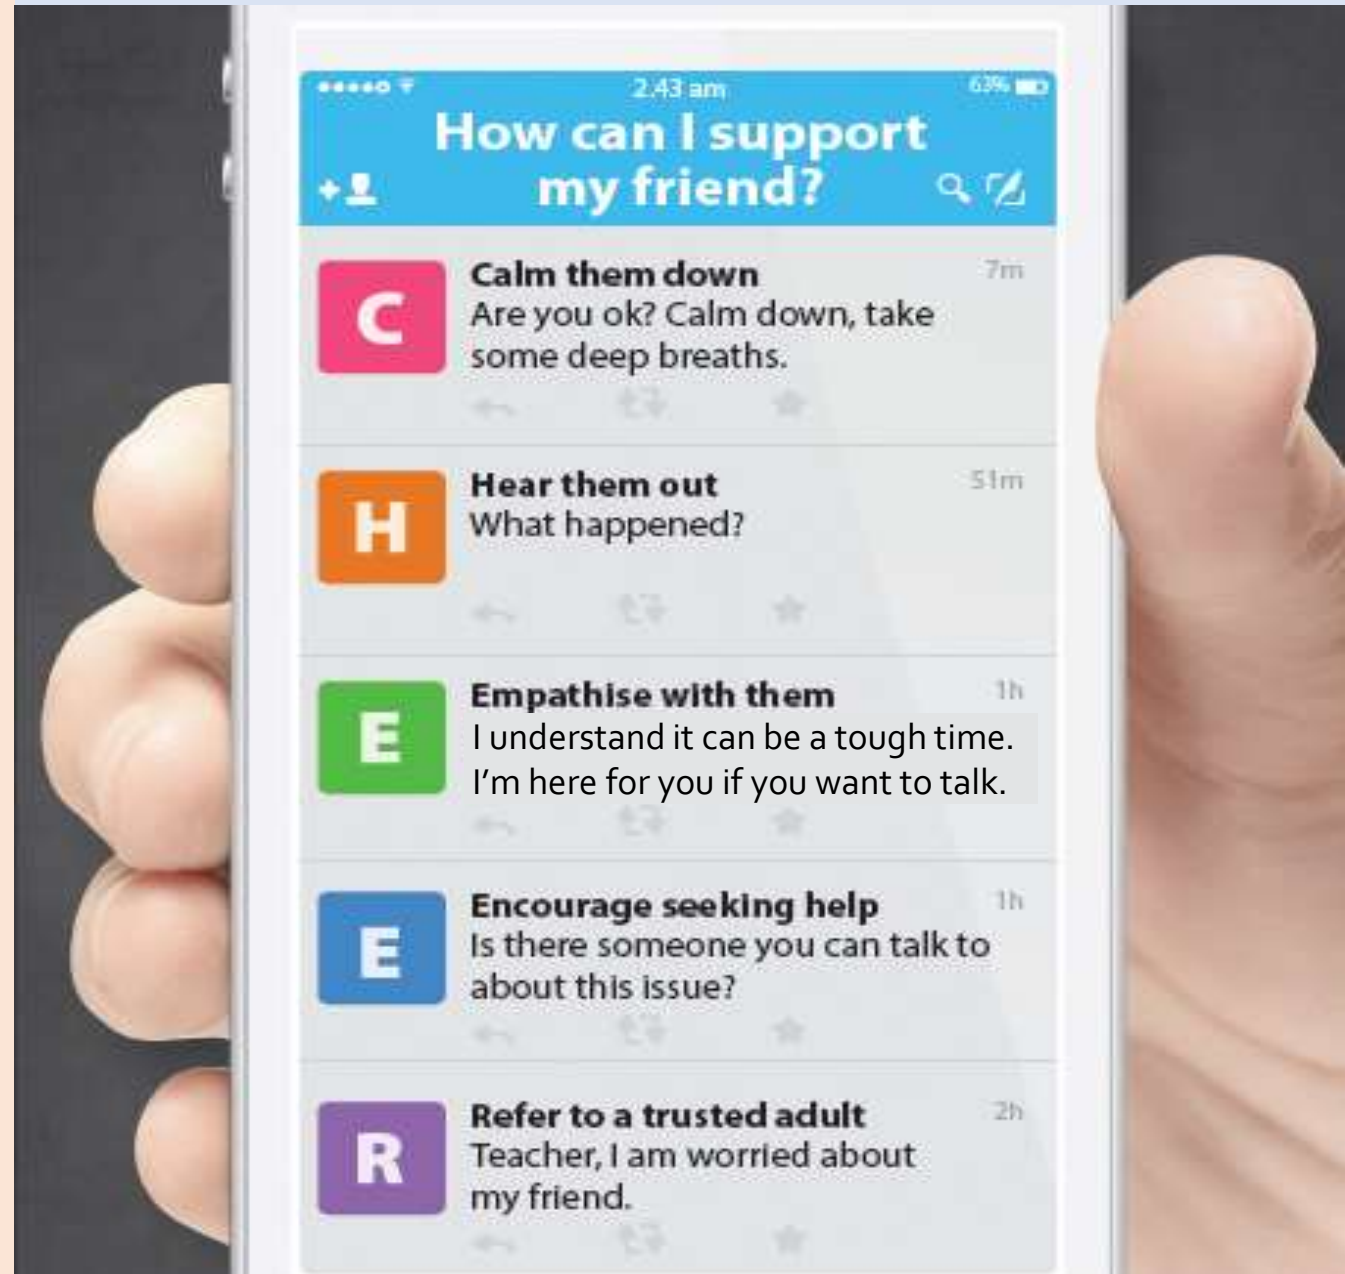 2.43 am 63%
How can I support
my friend?
C
Calm them down 7m
Are you ok? Calm down, take
some deep breaths.
H
Hear them out 51m
What happened?
E
Empathise with them 1h
I understand it can be a tough time.
I'm here for you if you want to talk.
E
Encourage seeking help 1h
Is there someone you can talk to
about this issue?
R
Refer to a trusted adult 2h
Teacher, I am worried about
my friend.